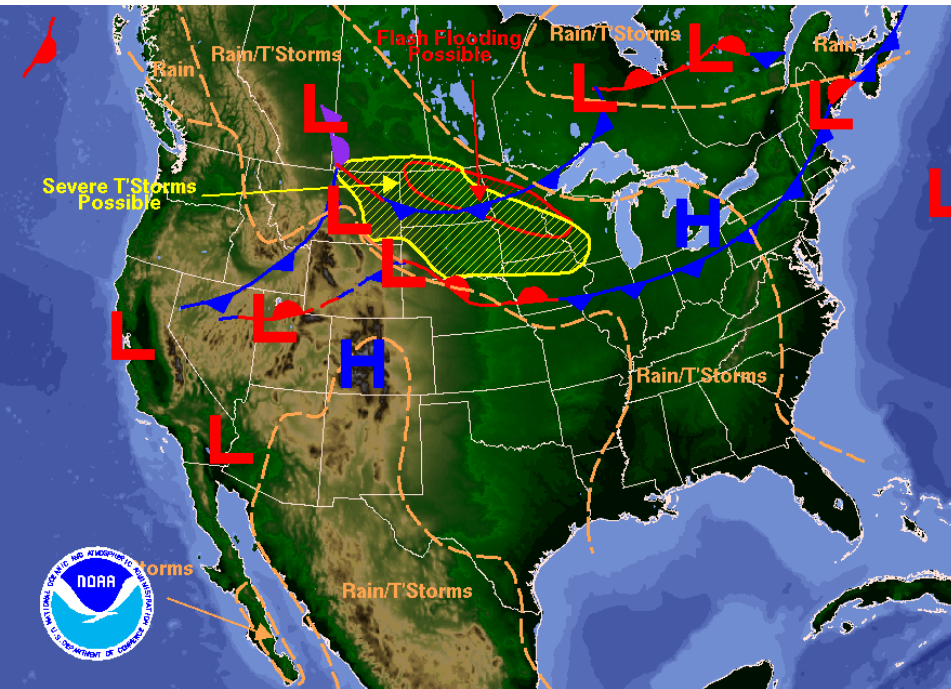 Rain/T'Storms
Flash Flooding
Possible
Rain/T'Storms
Rain
Rain
L
L
L
L
Severe T'Storms
Possible
L
L
H
L
L
L
H
Rain/T'Storms
L
NATIONAL OCEANIC AND ATMOSPHERIC ADMINISTRATION
NOAA
U.S. DEPARTMENT OF COMMERCE
torms
Rain/T'Storms